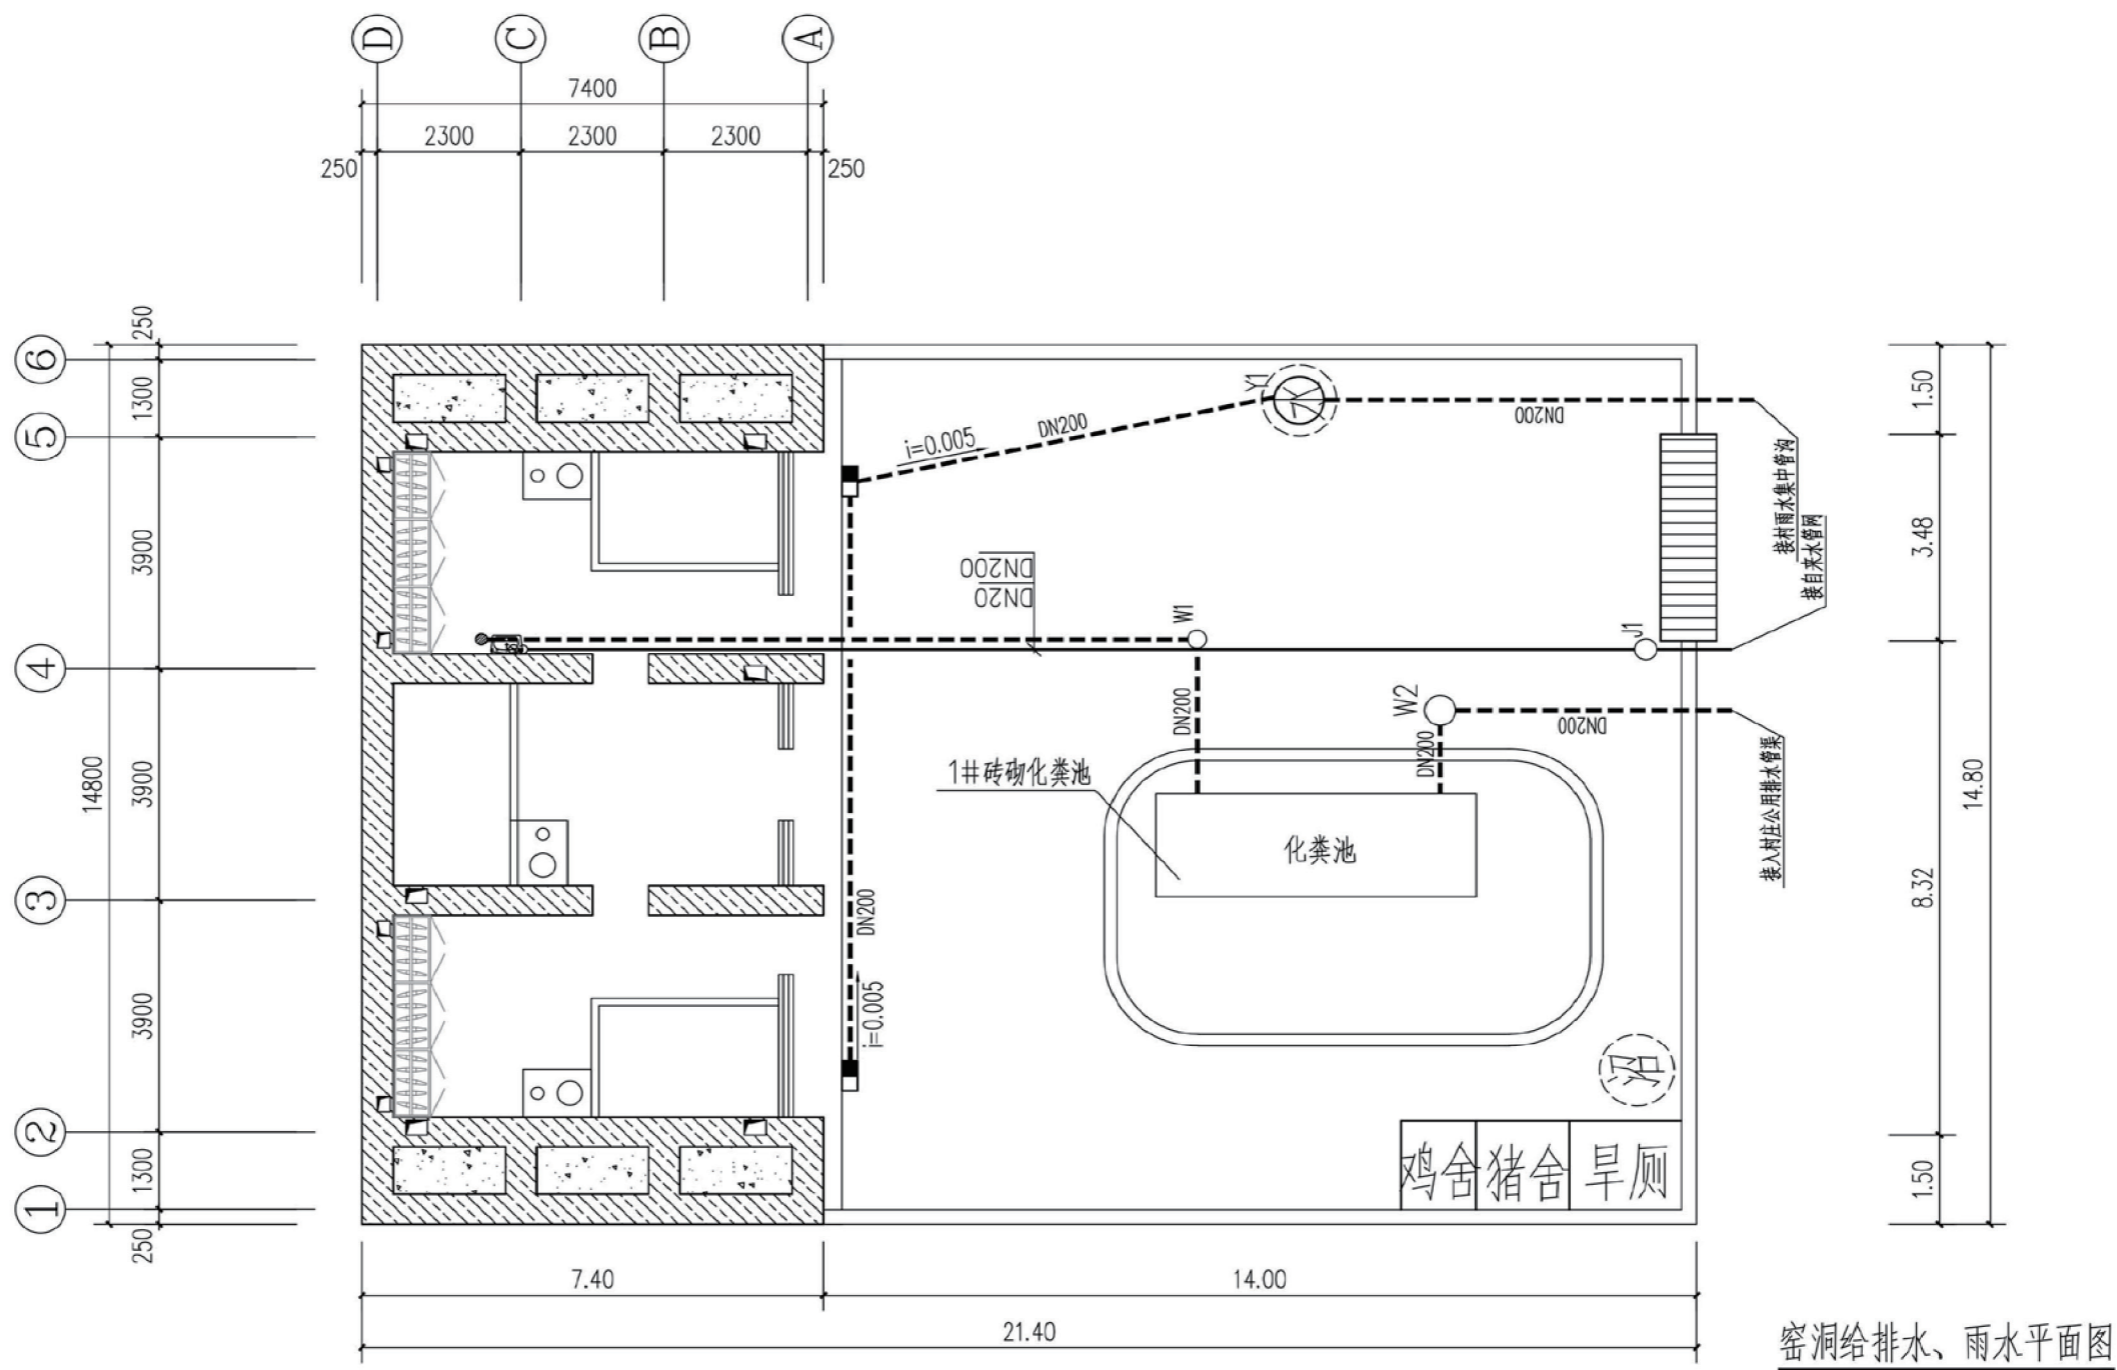 D
C
B
A
7400
2300
2300
2300
250
250
6
5
4
3
2
1
250
1300
3900
3900
3900
1300
250
14800
Y1
水
i=0.005
DN200
DN200
接村雨水集中管沟
接自来水管网
DN200
DN20
W1
J1
DN200
W2
DN200
DN200
接入村庄公用排水管渠
1#砖砌化粪池
化粪池
DN200
i=0.005
沼
鸡舍
猪舍
旱厕
1.50
3.48
8.32
1.50
14.80
7.40
14.00
21.40
窑洞给排水、雨水平面图